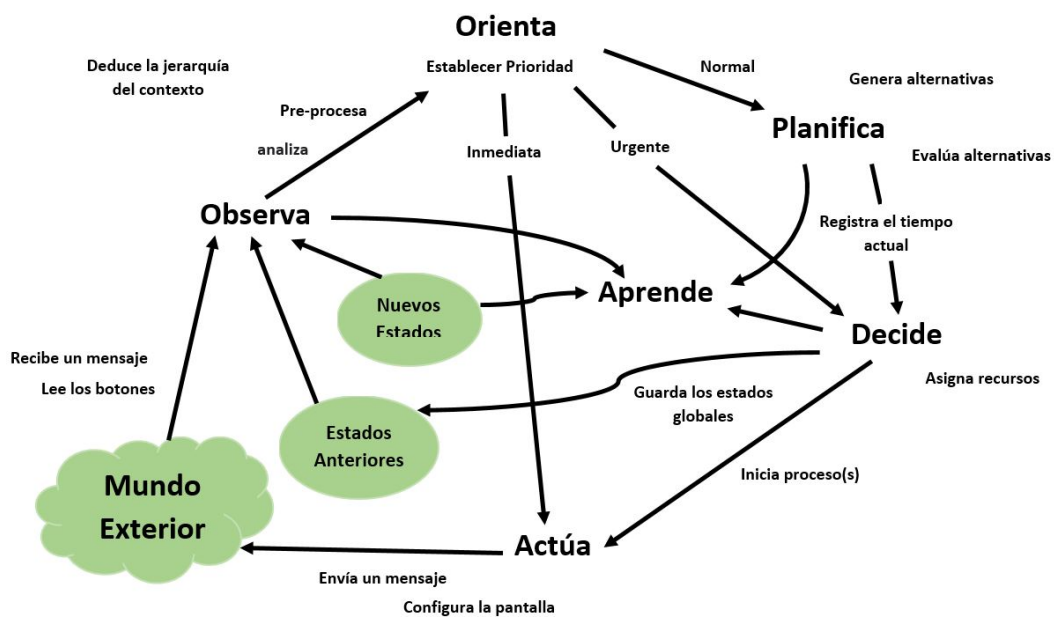 Orienta
Establecer Prioridad
Deduce la jerarquía
del contexto
Normal
Genera alternativas
Pre-procesa
analiza
Inmediata
Urgente
Planifica
Evalúa alternativas
Observa
Registra el tiempo
actual
Nuevos
Estados
Aprende
Decide
Recibe un mensaje
Lee los botones
Asigna recursos
Guarda los estados
globales
Estados
Anteriores
Inicia proceso(s)
Mundo
Exterior
Actúa
Envía un mensaje
Configura la pantalla